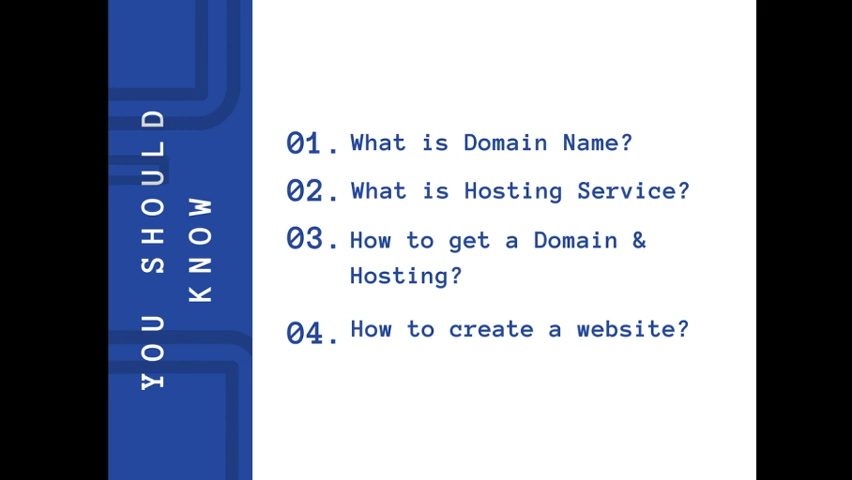 YOU SHOULD
KNOW
01. What is Domain Name?
02. What is Hosting Service?
03. How to get a Domain &
Hosting?
04. How to create a website?